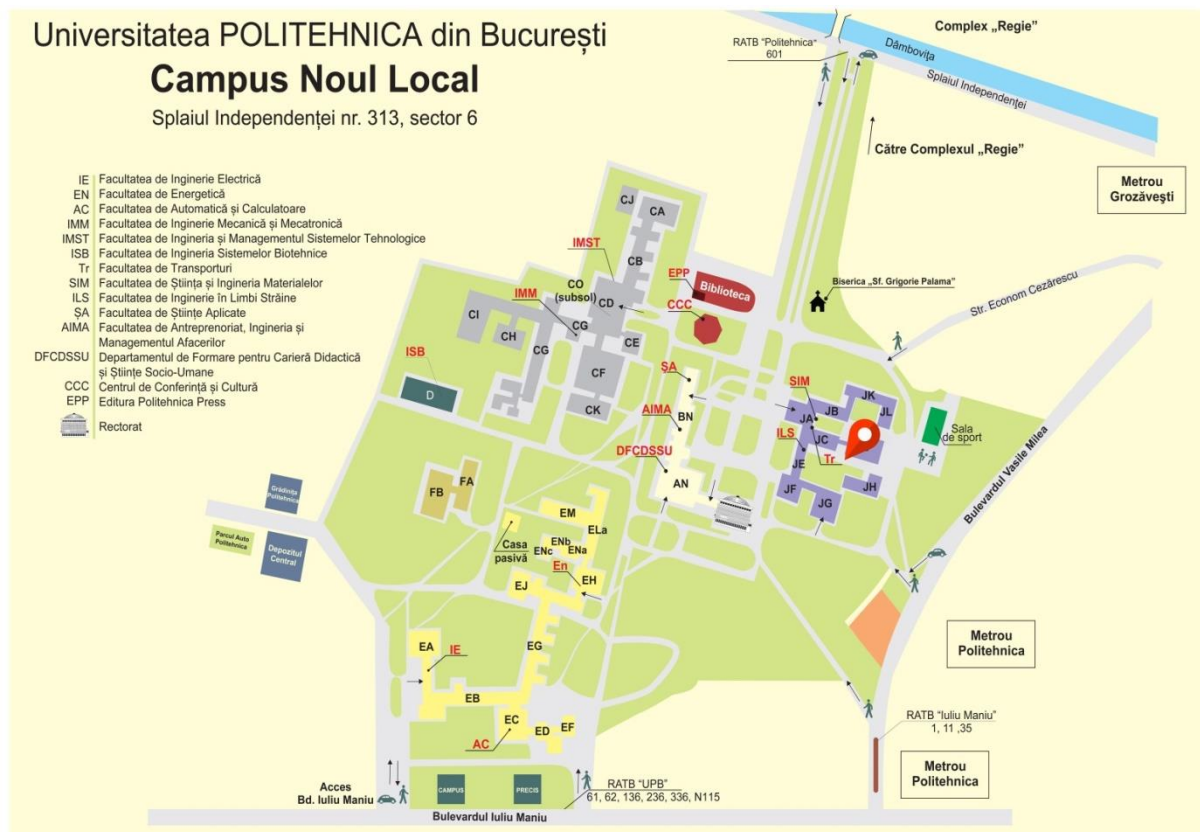 Universitatea POLITEHNICA din București
Campus Noul Local
Splaiul Independenței nr. 313, sector 6
IE Facultatea de Inginerie Electrică
EN Facultatea de Energetică
AC Facultatea de Automatică și Calculatoare
IMM Facultatea de Inginerie Mecanică și Mecatronică
IMST Facultatea de Ingineria și Managementul Sistemelor Tehnologice
ISB Facultatea de Ingineria Sistemelor Biotehnice
Tr Facultatea de Transporturi
SIM Facultatea de Știința și Ingineria Materialelor
ILS Facultatea de Inginerie în Limbi Străine
ȘA Facultatea de Științe Aplicate
AIMA Facultatea de Antreprenoriat, Ingineria și
Managementul Afacerilor
DFCDSSU Departamentul de Formare pentru Carieră Didactică
și Științe Socio-Umane
CCC Centrul de Conferință și Cultură
EPP Editura Politehnica Press
Rectorat
Complex „Regie"
RATB "Politehnica"
601
Dâmbovița
Splaiul Independenței
Către Complexul „Regie"
Metrou
Grozăvești
CJ
CA
IMST
CB
EPP
Biblioteca
CO
(subsol)
CD
IMM
CCC
CG
CI
CH
CG
CE
CF
CK
Biserica „Sf. Grigorie Palama"
Str. Econom Cezărescu
ISB
D
ȘA
AIMA
BN
DFCDSSU
AN
SIM
JK
JB
JL
JA
ILS
JC
JE
Tr
JF
JG
JH
Sala
de sport
Bulevardul Vasile Milea
FB
FA
Grădinița
Politehnica
Parcul Auto
Politehnica
Depozitul
Central
EM
ELa
Casa
pasivă
ENb
ENc
ENa
En
EH
EJ
EG
EA
IE
EB
EC
ED
EF
AC
Metrou
Politehnica
RATB "Iuliu Maniu"
1, 11 ,35
Metrou
Politehnica
Acces
Bd. Iuliu Maniu
CAMPUS
PRECIS
RATB "UPB"
61, 62, 136, 236, 336, N115
Bulevardul Iuliu Maniu